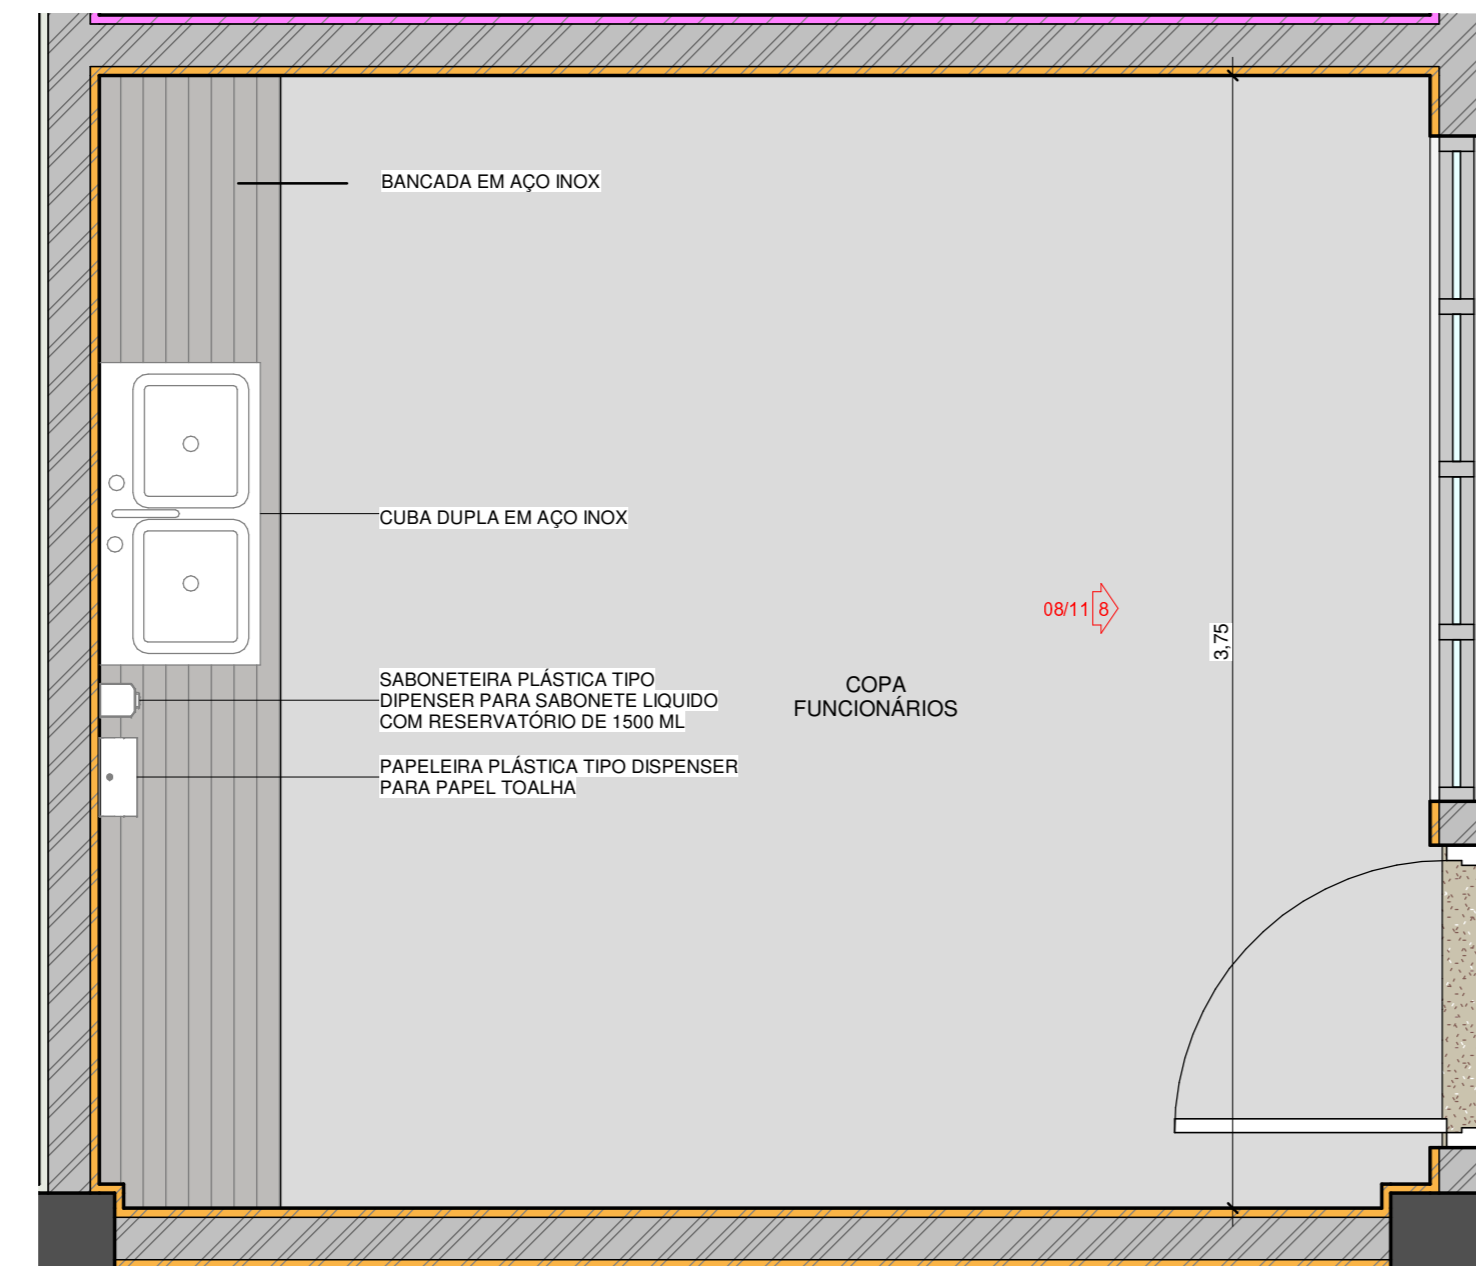 BANCADA EM AÇO INOX
CUBA DUPLA EM AÇO INOX
08/11 8
3,75
SABONETEIRA PLÁSTICA TIPO
DIPENSER PARA SABONETE LIQUIDO
COM RESERVATÓRIO DE 1500 ML
COPA
FUNCIONÁRIOS
PAPELEIRA PLÁSTICA TIPO DISPENSER
PARA PAPEL TOALHA